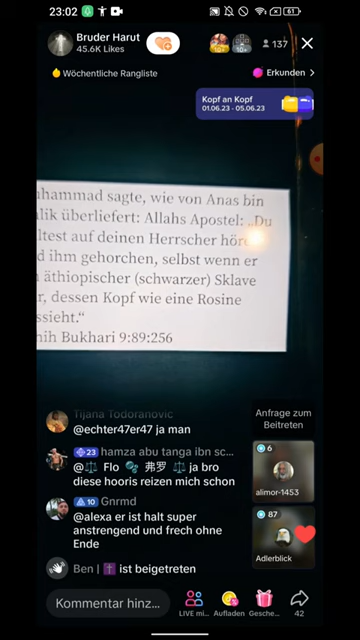 23:02
61
Bruder Harut
45.6K Likes
10+
10+
137
Wöchentliche Rangliste
Erkunden
Kopf an Kopf
01.06.23 - 05.06.23
uhammad sagte, wie von Anas bin
lik überliefert: Allahs Apostel: „Du
ltest auf deinen Herrscher hör
d ihm gehorchen, selbst wenn er
äthiopischer (schwarzer) Sklave
r, dessen Kopf wie eine Rosine
ssieht.“
hih Bukhari 9:89:256
Tijana Todoranovic
@echter47er47 ja man
23 hamza abu tanga ibn sc...
@⚖️ Flo 🫧 弗罗 ⚖️ ja bro
diese hooris reizen mich schon
10 Gnrmd
@alexa er ist halt super
anstrengend und frech ohne
Ende
Ben | ✝️ ist beigetreten
Anfrage zum
Beitreten
6
alimor-1453
87
Adlerblick
Kommentar hinz...
LIVE mi...
Aufladen
Gesche...
42